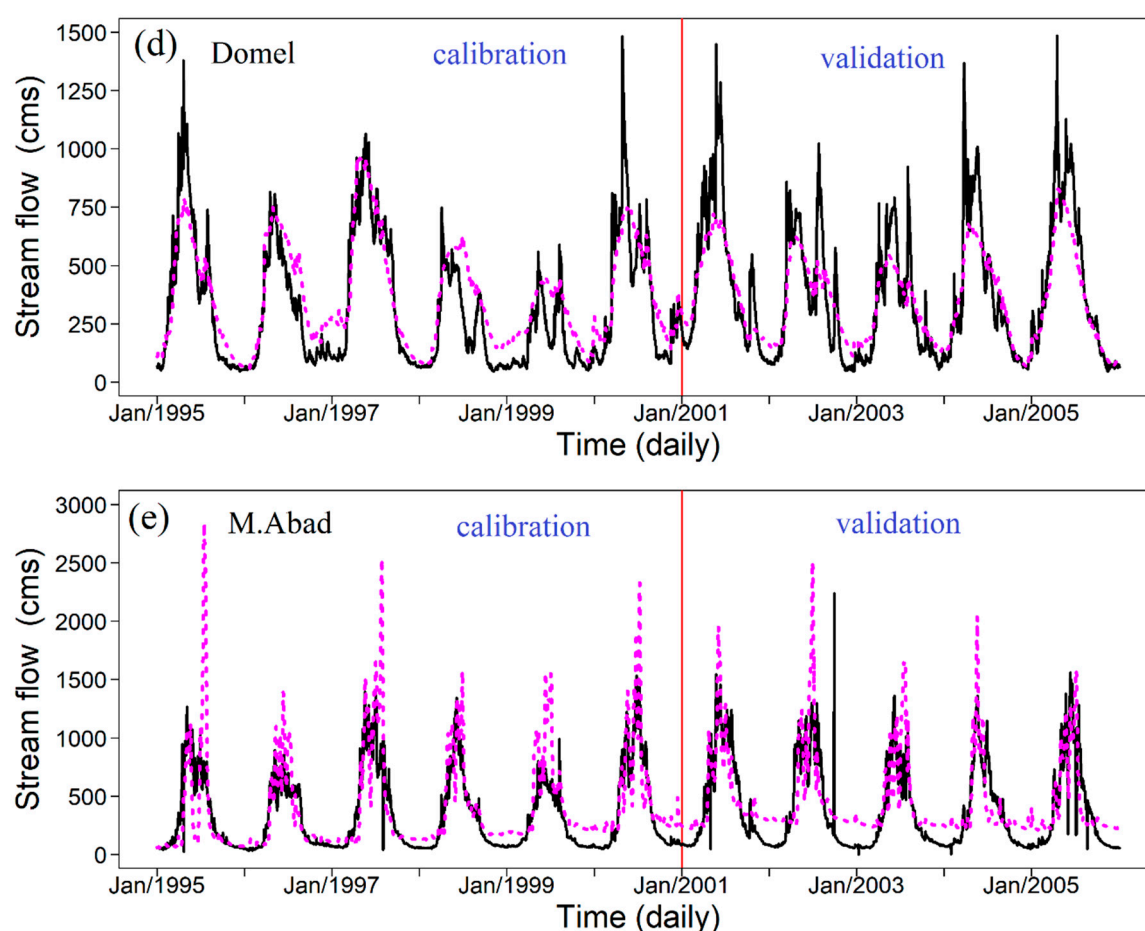 (d) Domel calibration validation
Stream flow (cms)
1500
1250
1000
750
500
250
0
Jan/1995 Jan/1997 Jan/1999 Jan/2001 Jan/2003 Jan/2005
Time (daily)
(e) M.Abad calibration validation
Stream flow (cms)
3000
2500
2000
1500
1000
500
0
Jan/1995 Jan/1997 Jan/1999 Jan/2001 Jan/2003 Jan/2005
Time (daily)